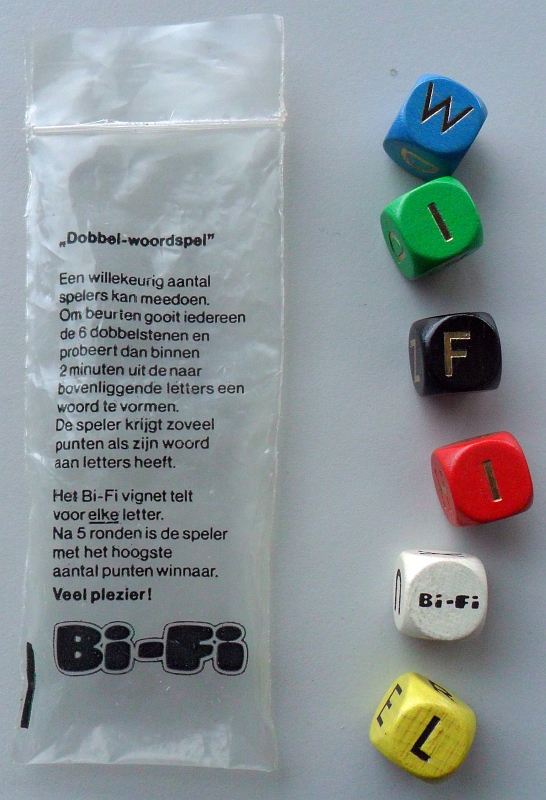 „Dobbel-woordspel”
Een willekeurig aantal
spelers kan meedoen.
Om beurten gooit iedereen
de 6 dobbelstenen en
probeert dan binnen
2 minuten uit de naar
bovenliggende letters een
woord te vormen.
De speler krijgt zoveel
punten als zijn woord
aan letters heeft.
Het Bi-Fi vignet telt
voor elke letter.
Na 5 ronden is de speler
met het hoogste
aantal punten winnaar.
Veel plezier!
Bi-Fi
W
I
F
I
Bi-Fi
L